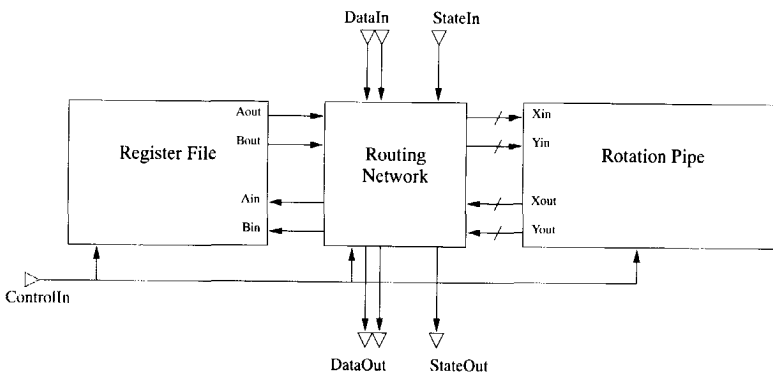 DataIn
StateIn
Aout
Xin
Bout
Yin
Register File
Routing
Network
Rotation Pipe
Ain
Xout
Bin
Yout
ControlIn
DataOut
StateOut